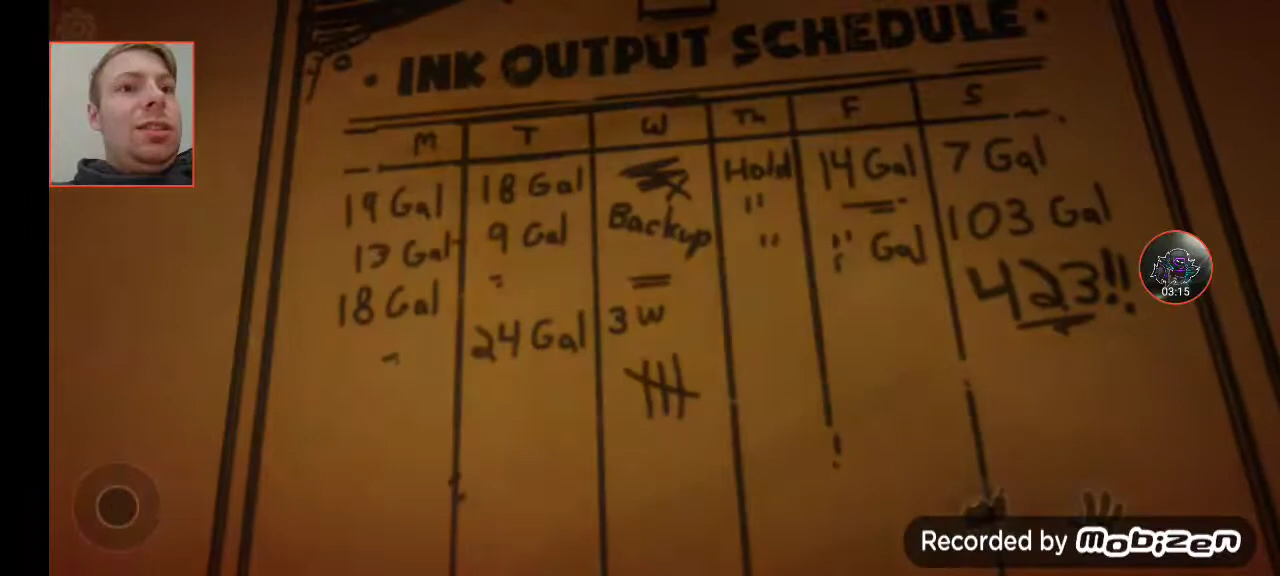 · INK OUTPUT SCHEDULE ·
M T W Th F S
19 Gal 18 Gal X Hold 14 Gal 7 Gal
13 Gal 9 Gal Backup " = 103 Gal
18 Gal " = " " Gal 423!!
" 24 Gal 3 W
!
03:15
Recorded by mobizen